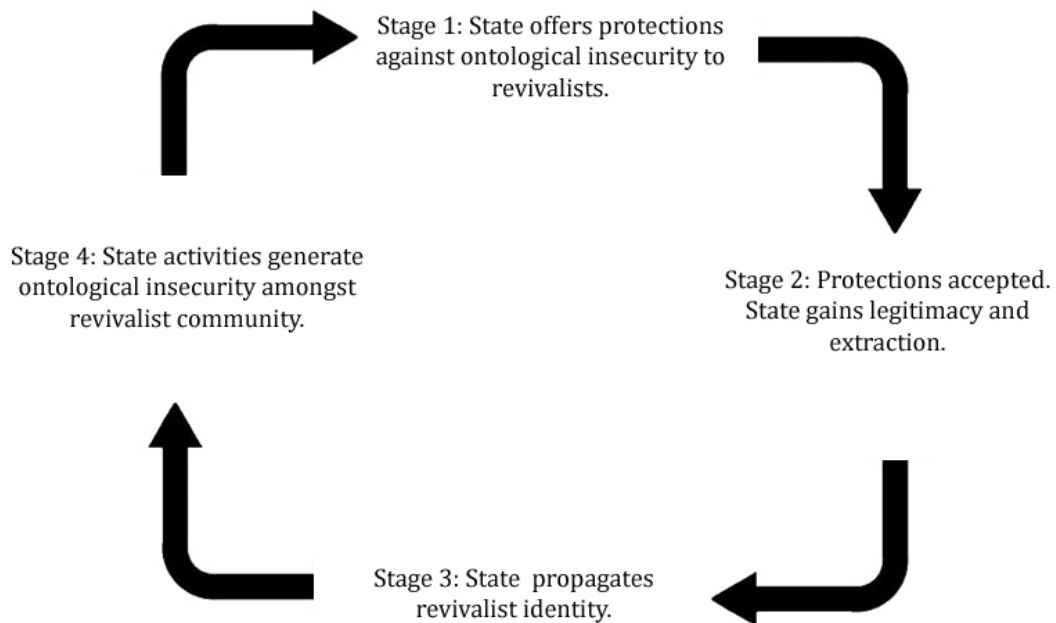 Stage 1: State offers protections
against ontological insecurity to
revivalists.
Stage 2: Protections accepted.
State gains legitimacy and
extraction.
Stage 3: State propagates
revivalist identity.
Stage 4: State activities generate
ontological insecurity amongst
revivalist community.